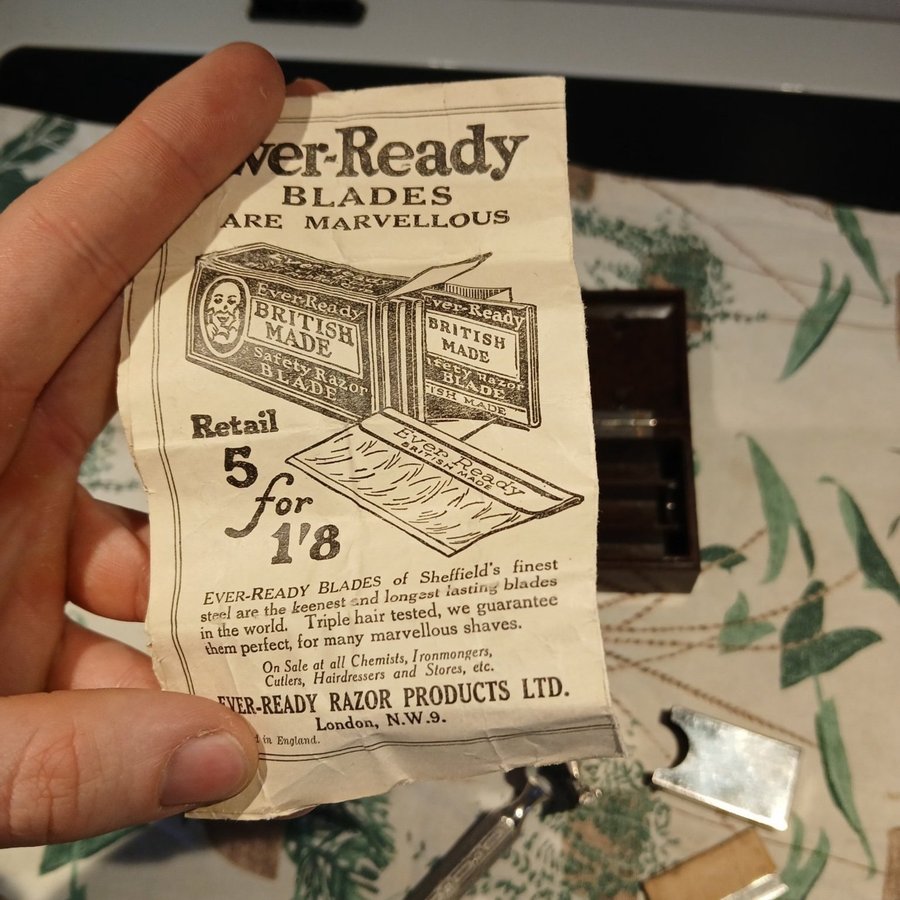 ver-Ready
BLADES
ARE MARVELLOUS
Ever-Ready
BRITISH
MADE
Safety Razor
BLADE
Ever-Ready
BRITISH
MADE
Safety Razor
BLADE
ISH MADE
Ever-Ready
BRITISH MADE
Retail
5
for
1'8
EVER-READY BLADES of Sheffield's finest
steel are the keenest and longest lasting blades
in the world. Triple hair tested, we guarantee
them perfect, for many marvellous shaves.
On Sale at all Chemists, Ironmongers,
Cutlers, Hairdressers and Stores, etc.
EVER-READY RAZOR PRODUCTS LTD.
London, N.W.9.
d in England.